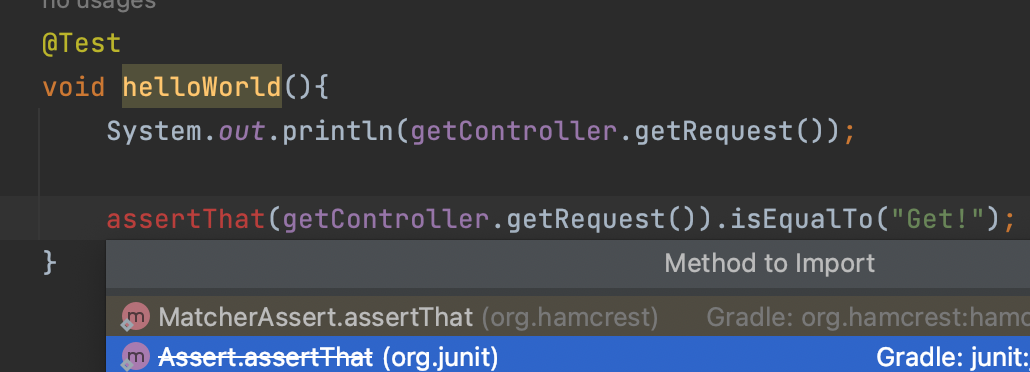 no usages
@Test
void helloWorld(){
System.out.println(getController.getRequest());
assertThat(getController.getRequest()).isEqualTo("Get!");
}
Method to Import
MatcherAssert.assertThat (org.hamcrest) Gradle: org.hamcrest:hamc
Assert.assertThat (org.junit) Gradle: junit: